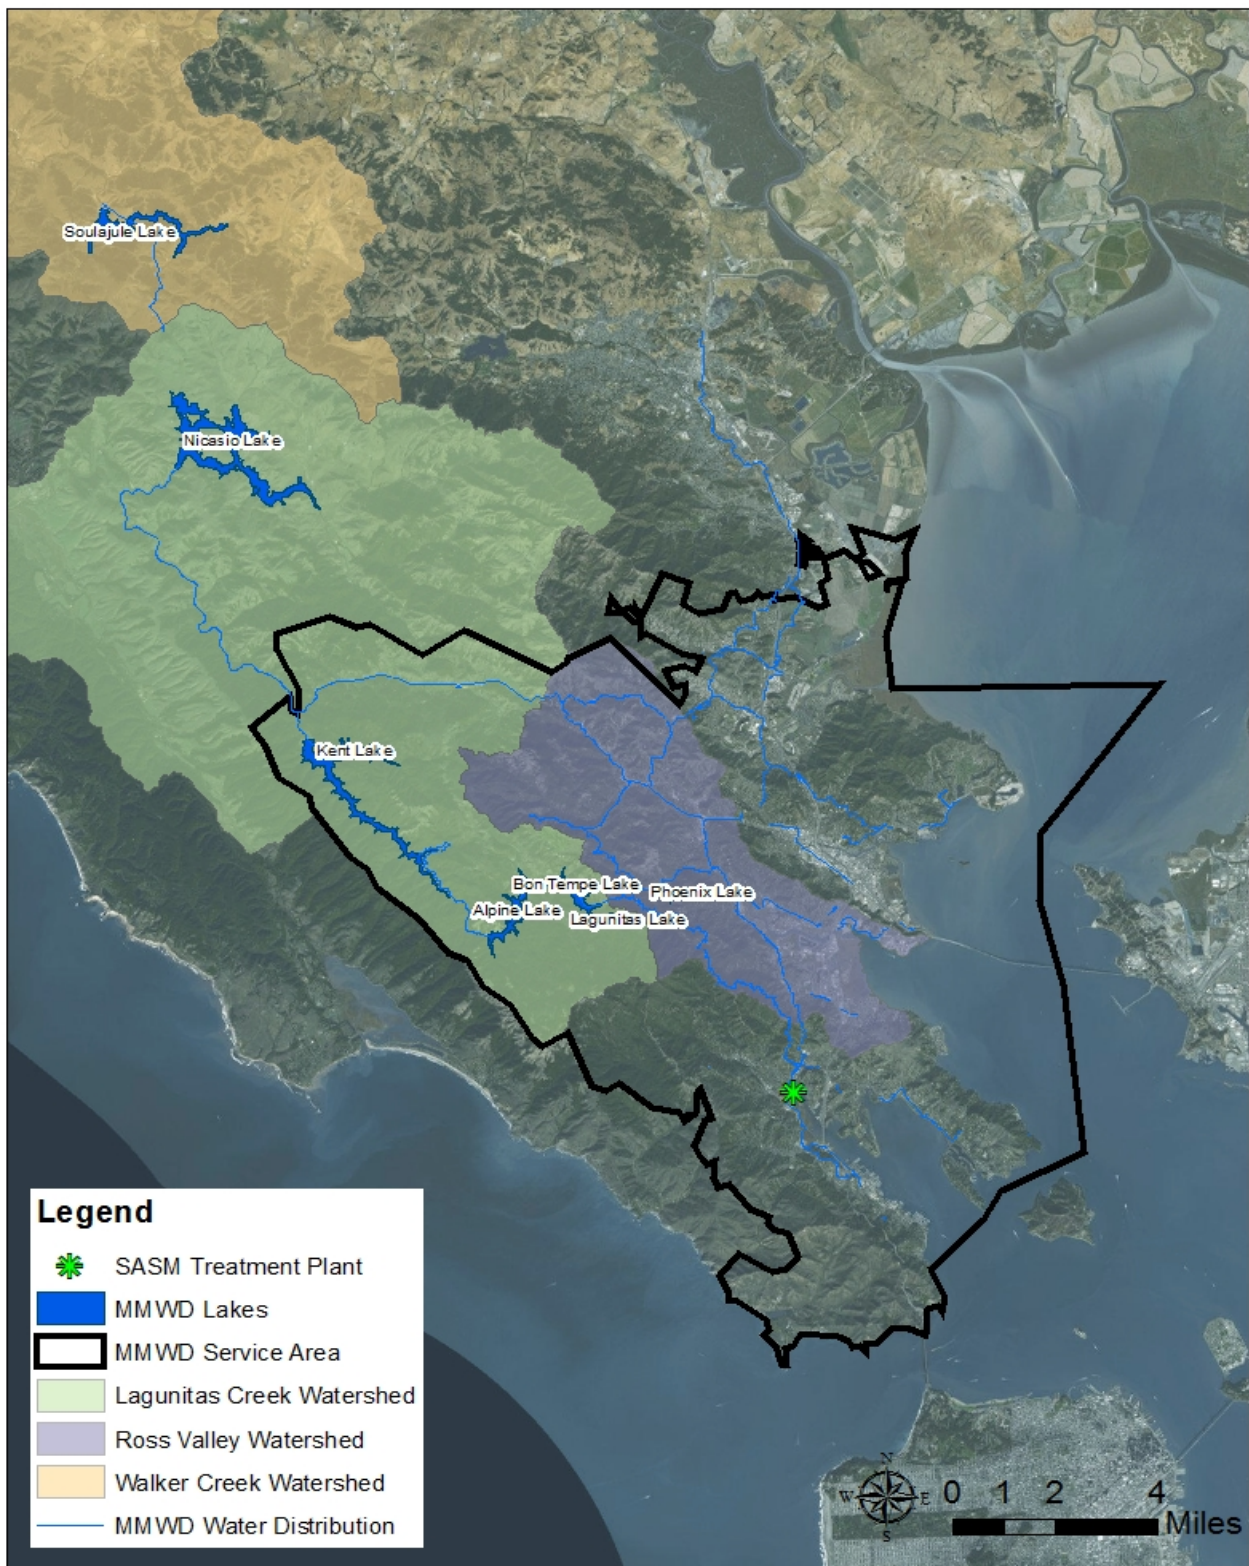 Soulajule Lake
Nicasio Lake
Kent Lake
Bon Tempe Lake
Phoenix Lake
Alpine Lake
Lagunitas Lake
Legend
SASM Treatment Plant
MMWD Lakes
MMWD Service Area
Lagunitas Creek Watershed
Ross Valley Watershed
Walker Creek Watershed
MMWD Water Distribution
N
W E
S
0 1 2 4
Miles